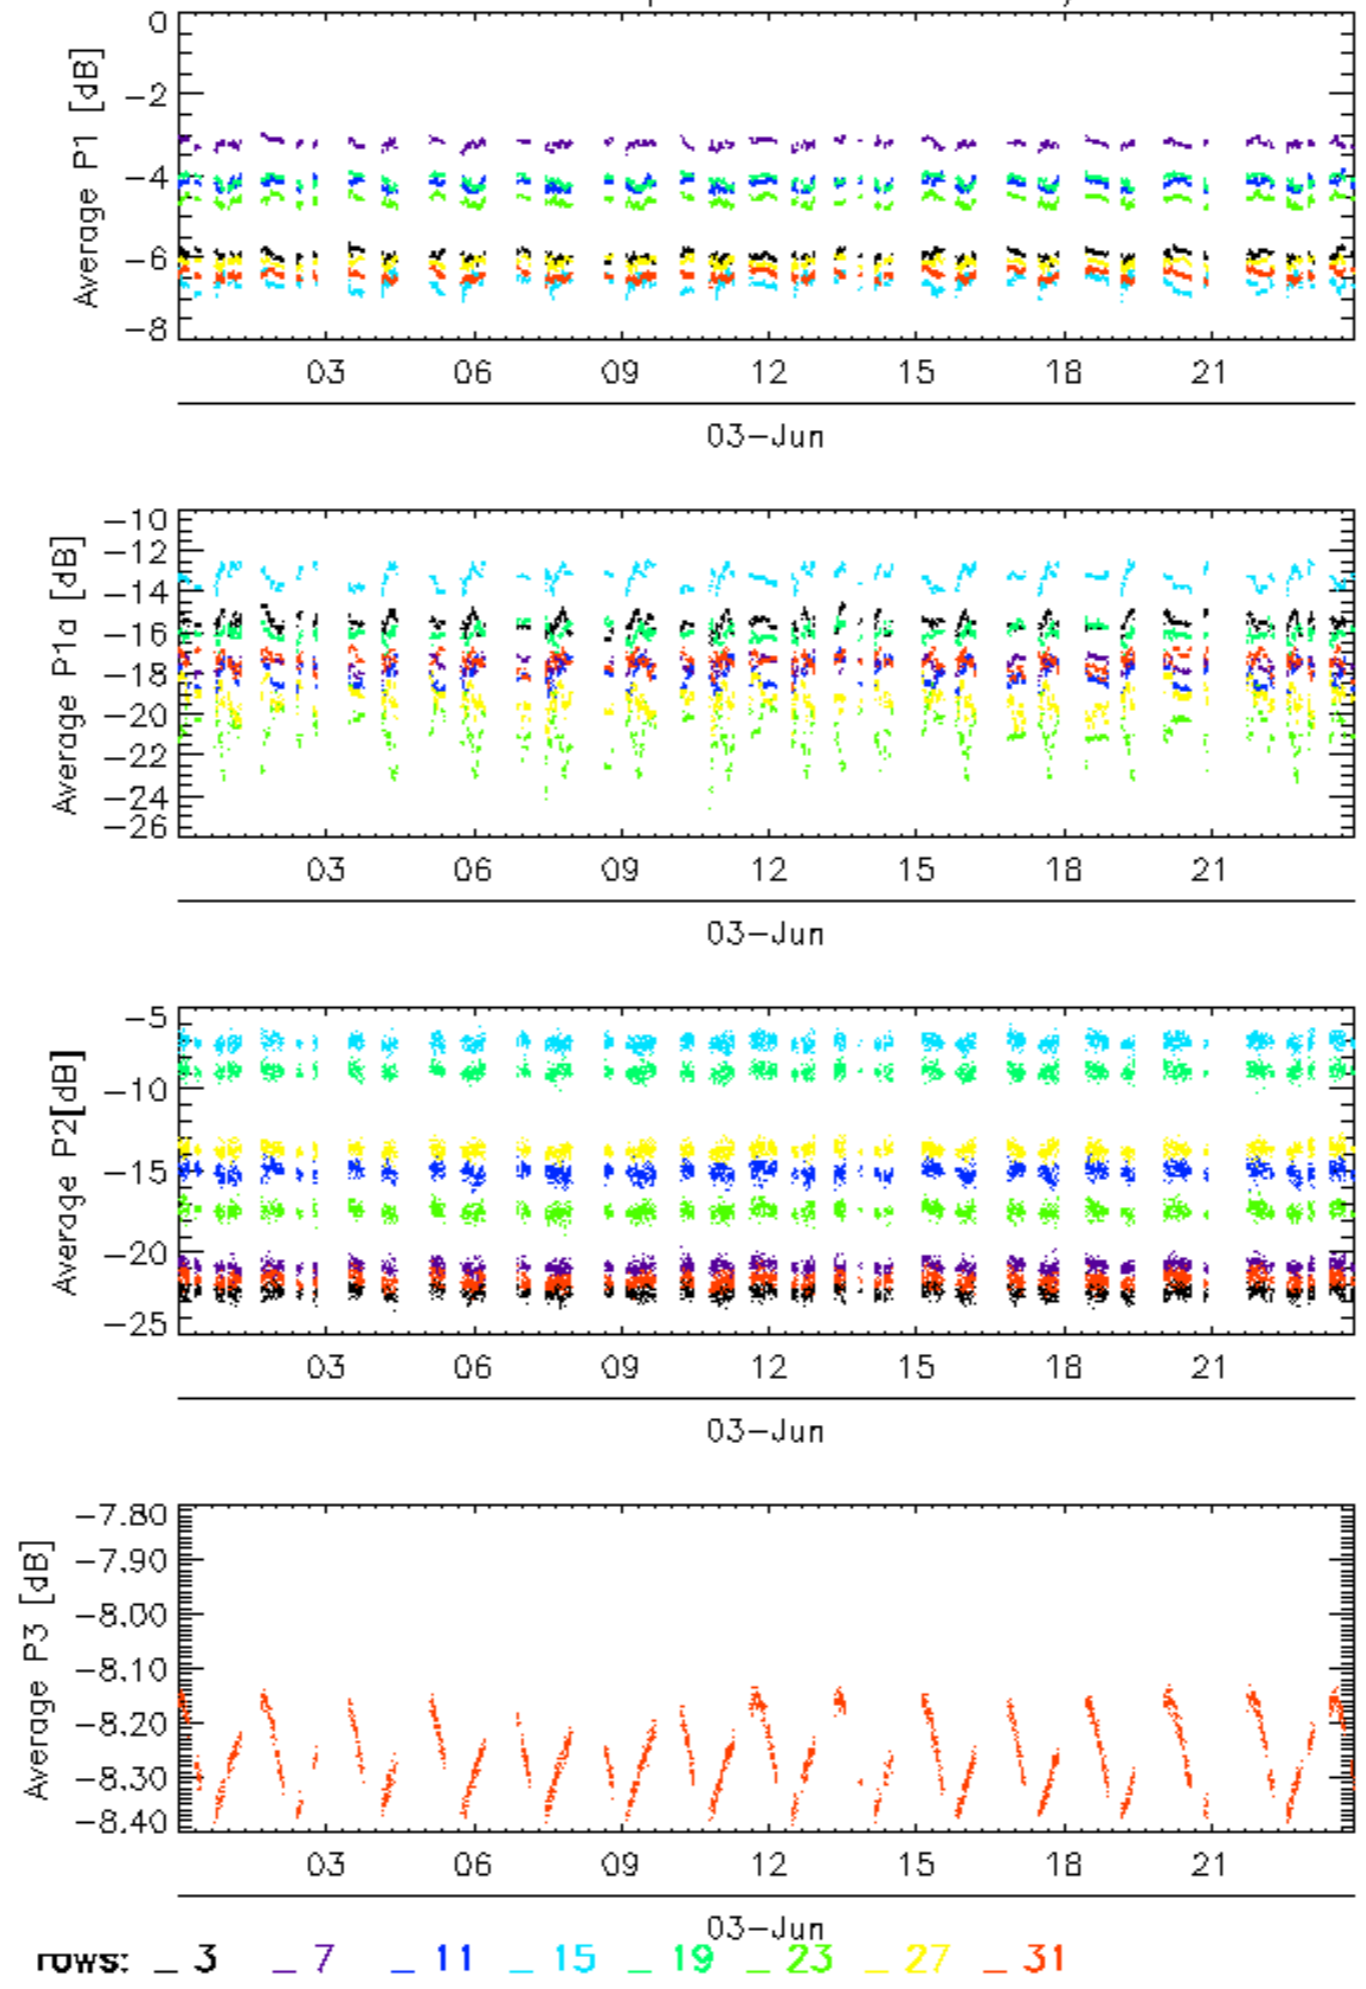 0
-2
-4
-6
-8
Average P1 [dB]
03 06 09 12 15 18 21
03-Jun
-10
-12
-14
-16
-18
-20
-22
-24
-26
Average P1a [dB]
03 06 09 12 15 18 21
03-Jun
-5
-10
-15
-20
-25
Average P2[dB]
03 06 09 12 15 18 21
03-Jun
-7.80
-7.90
-8.00
-8.10
-8.20
-8.30
-8.40
Average P3 [dB]
03 06 09 12 15 18 21
03-Jun
rows: _ 3 _ 7 _ 11 _ 15 _ 19 _ 23 _ 27 _ 31